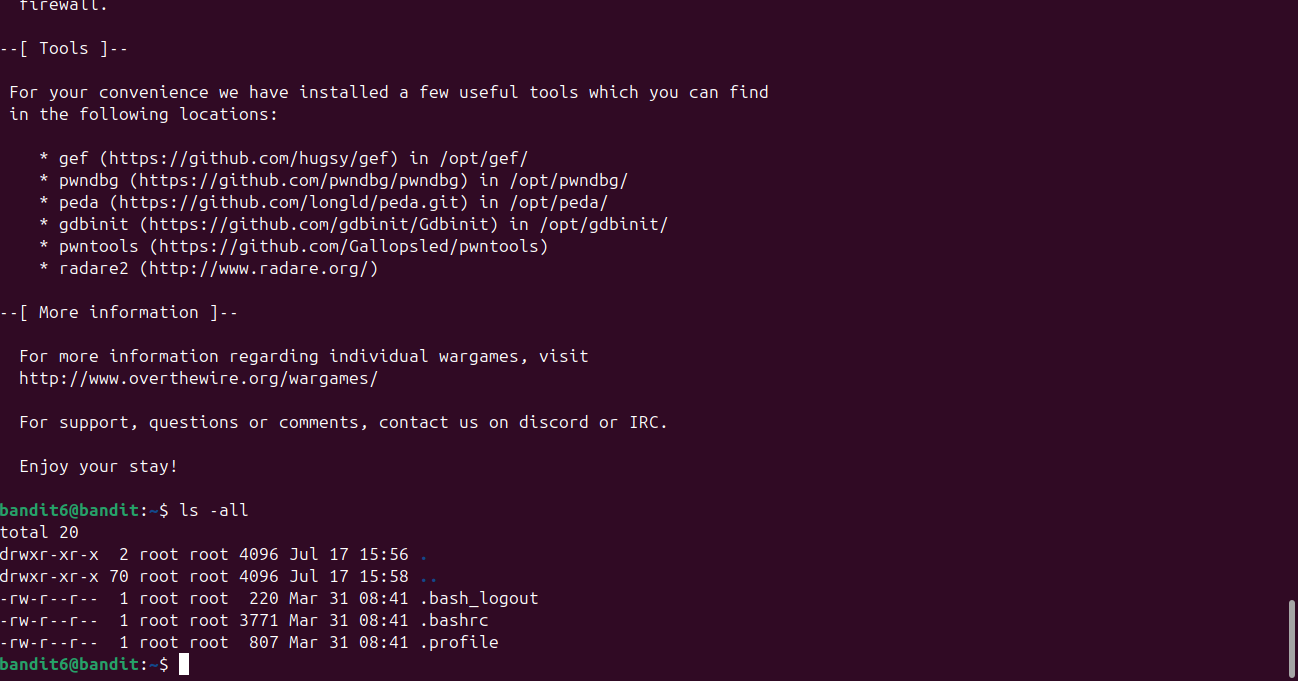 firewall.
--[ Tools ]--
For your convenience we have installed a few useful tools which you can find
in the following locations:
* gef (https://github.com/hugsy/gef) in /opt/gef/
* pwndbg (https://github.com/pwndbg/pwndbg) in /opt/pwndbg/
* peda (https://github.com/longld/peda.git) in /opt/peda/
* gdbinit (https://github.com/gdbinit/Gdbinit) in /opt/gdbinit/
* pwntools (https://github.com/Gallopsled/pwntools)
* radare2 (http://www.radare.org/)
--[ More information ]--
For more information regarding individual wargames, visit
http://www.overthewire.org/wargames/
For support, questions or comments, contact us on discord or IRC.
Enjoy your stay!
bandit6@bandit:~$ ls -all
total 20
drwxr-xr-x  2 root root 4096 Jul 17 15:56 .
drwxr-xr-x 70 root root 4096 Jul 17 15:58 ..
-rw-r--r--  1 root root  220 Mar 31 08:41 .bash_logout
-rw-r--r--  1 root root 3771 Mar 31 08:41 .bashrc
-rw-r--r--  1 root root  807 Mar 31 08:41 .profile
bandit6@bandit:~$